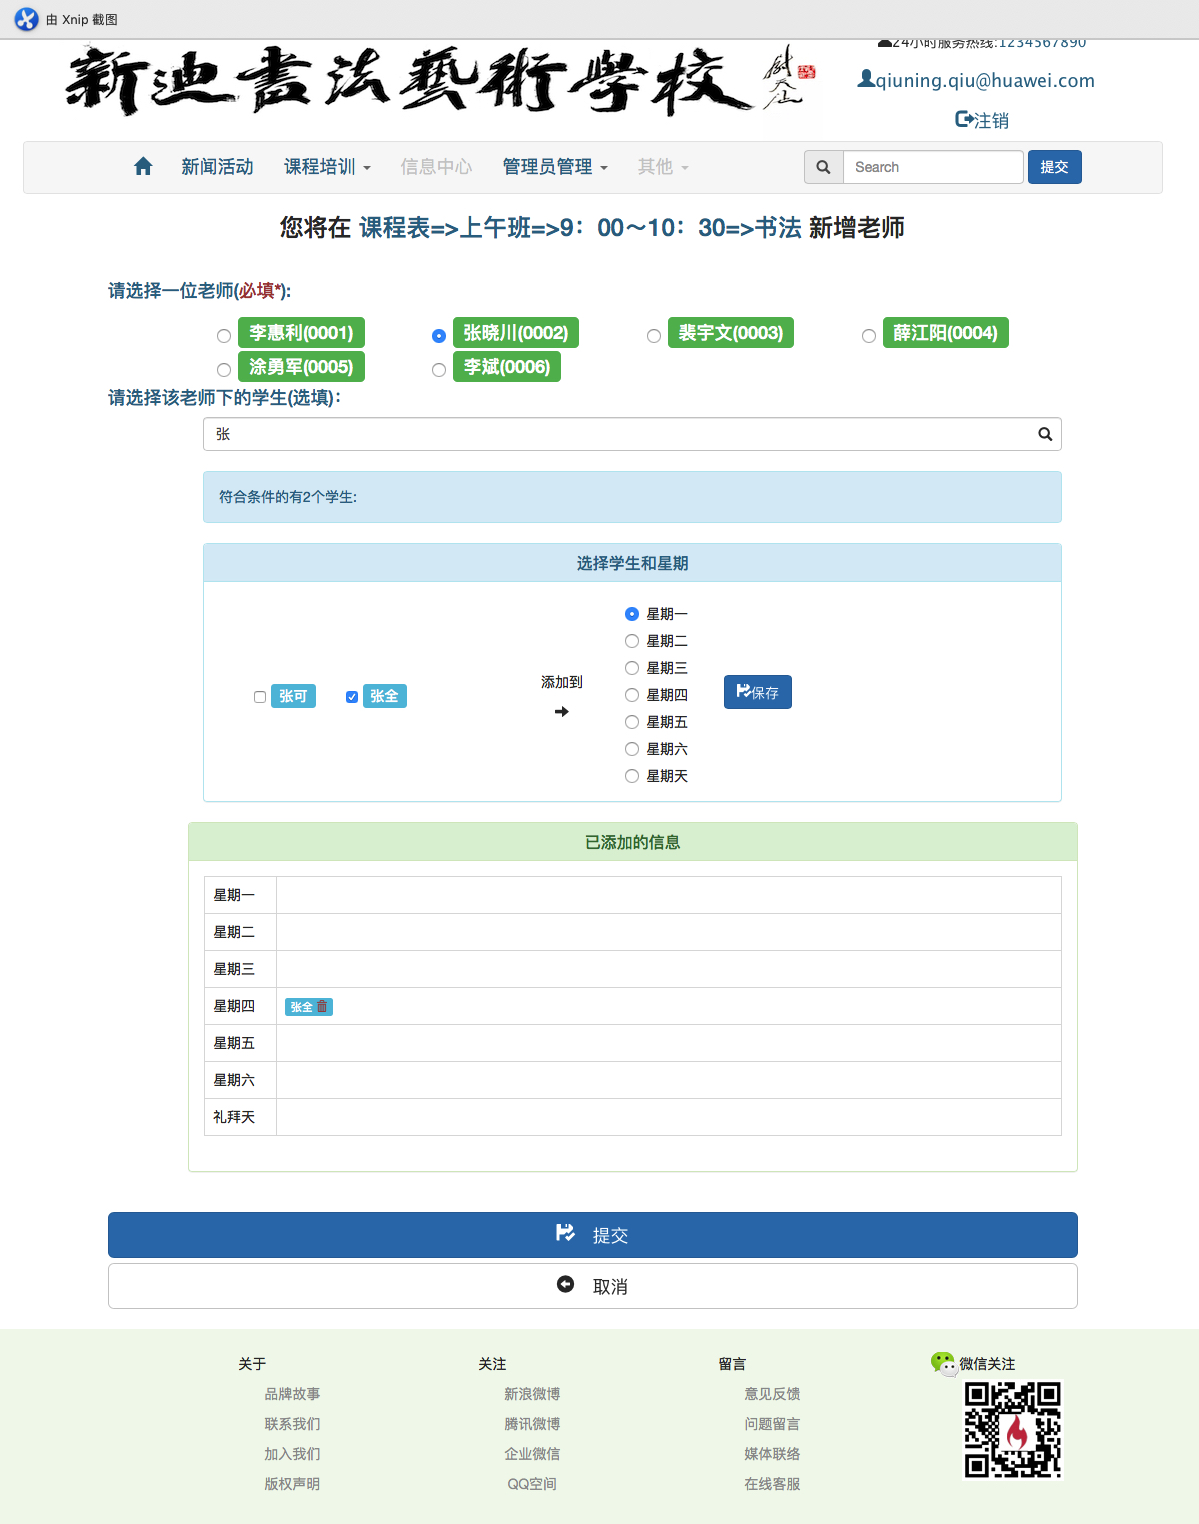 由 Xnip 截图
新迪書法藝術學校
24小时服务热线:1234567890
qiuning.qiu@huawei.com
注销
新闻活动 课程培训 信息中心 管理员管理 其他 Search 提交
您将在 课程表=>上午班=>9：00～10：30=>书法 新增老师
请选择一位老师(必填*):
李惠利(0001) 张晓川(0002) 裴宇文(0003) 薛江阳(0004)
涂勇军(0005) 李斌(0006)
请选择该老师下的学生(选填)：
张
符合条件的有2个学生:
选择学生和星期
星期一
星期二
星期三
张可 张全 添加到 星期四 保存
星期五
星期六
星期天
已添加的信息
星期一
星期二
星期三
星期四 张全
星期五
星期六
礼拜天
提交
取消
关于 关注 留言 微信关注
品牌故事 新浪微博 意见反馈
联系我们 腾讯微博 问题留言
加入我们 企业微信 媒体联络
版权声明 QQ空间 在线客服